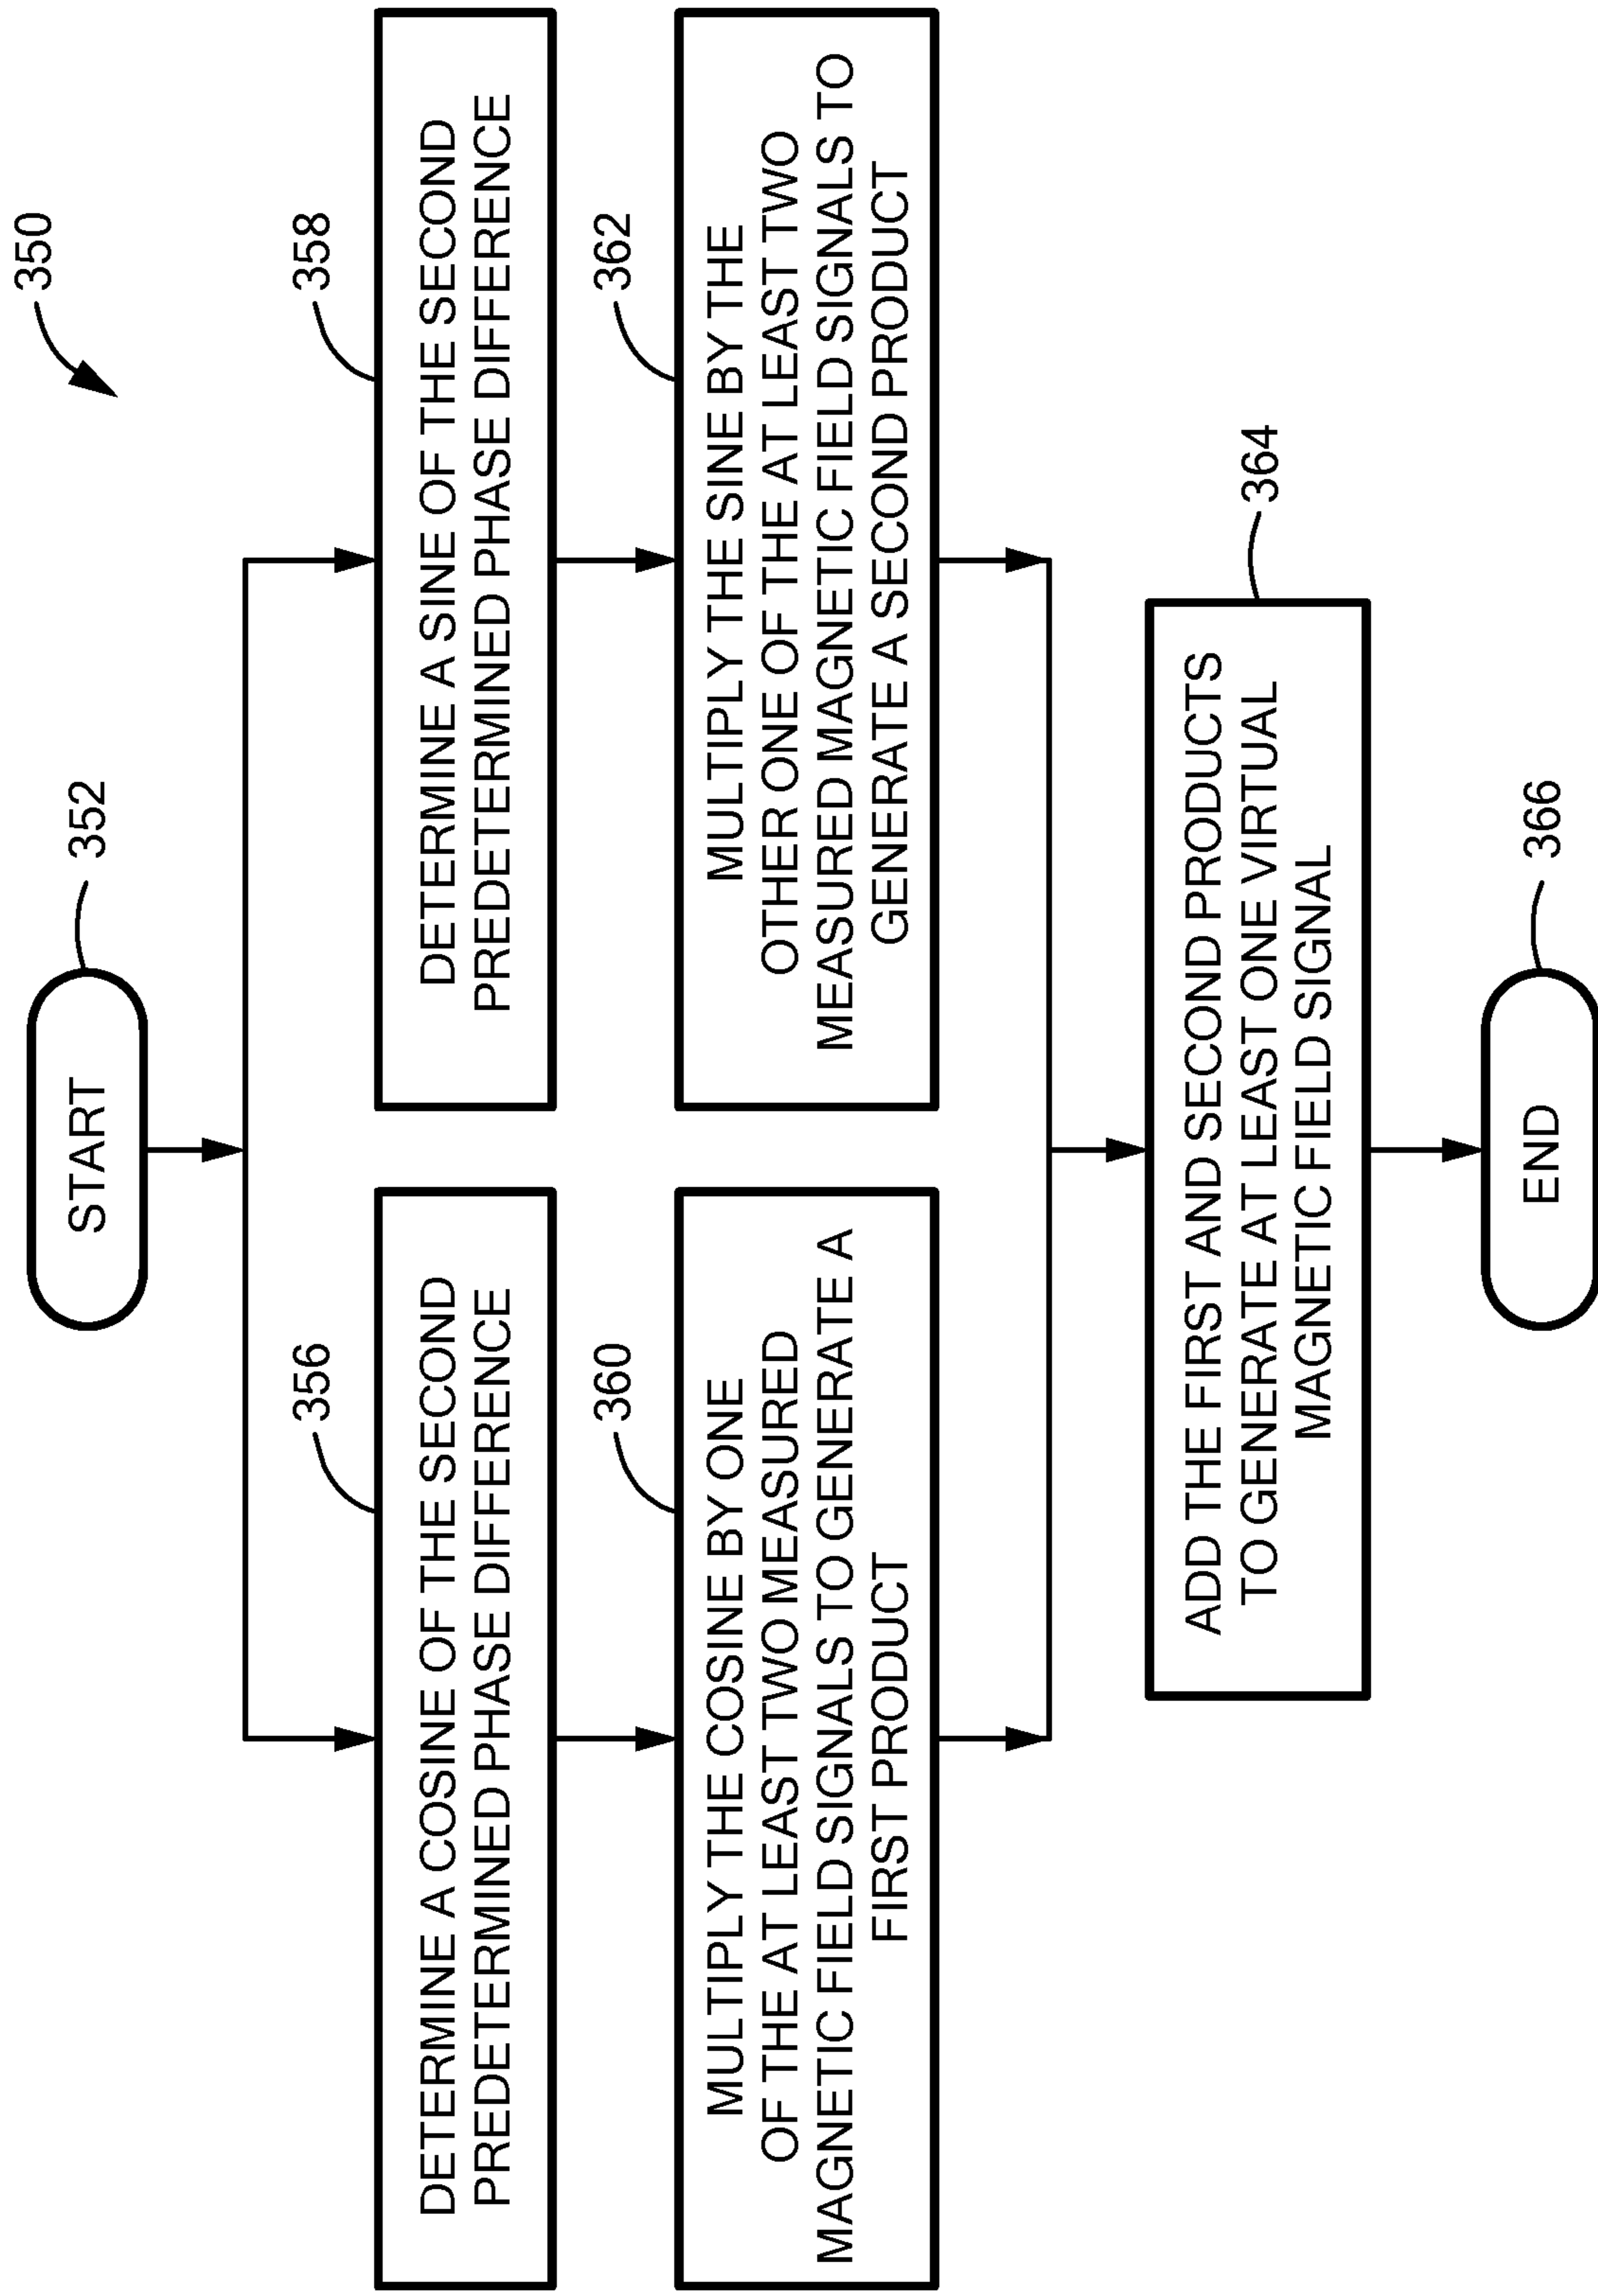 350
START
352
356
DETERMINE A COSINE OF THE SECOND
PREDETERMINED PHASE DIFFERENCE
358
DETERMINE A SINE OF THE SECOND
PREDETERMINED PHASE DIFFERENCE
360
MULTIPLY THE COSINE BY ONE
OF THE AT LEAST TWO MEASURED
MAGNETIC FIELD SIGNALS TO GENERATE A
FIRST PRODUCT
362
MULTIPLY THE SINE BY THE
OTHER ONE OF THE AT LEAST TWO
MEASURED MAGNETIC FIELD SIGNALS TO
GENERATE A SECOND PRODUCT
364
ADD THE FIRST AND SECOND PRODUCTS
TO GENERATE AT LEAST ONE VIRTUAL
MAGNETIC FIELD SIGNAL
END
366